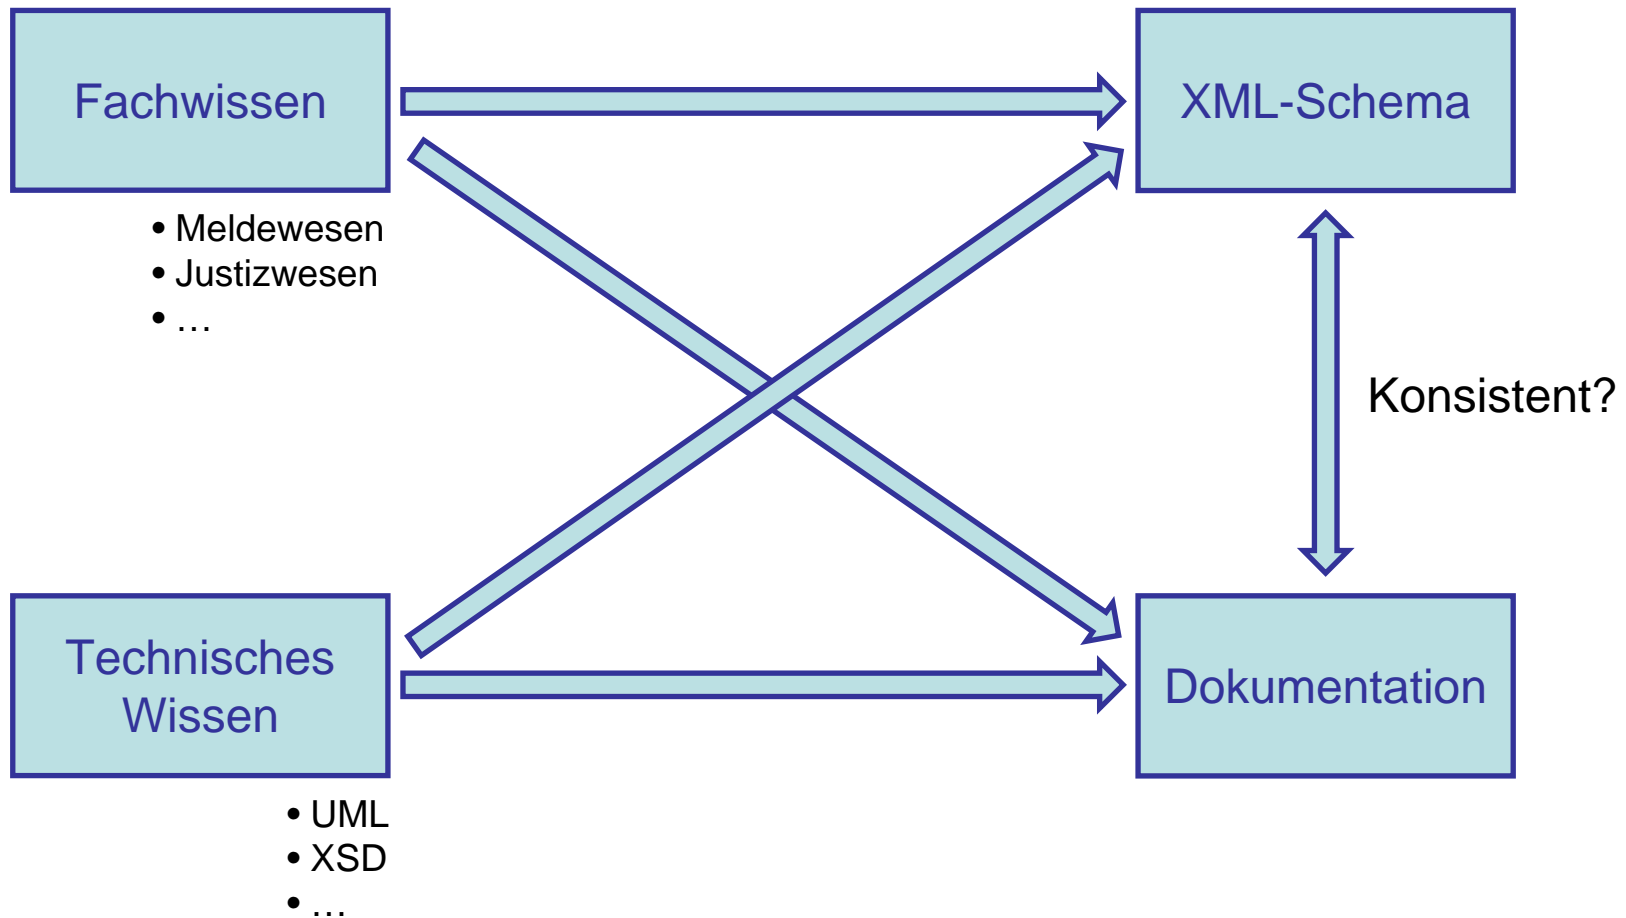 Fachwissen
XML-Schema
• Meldewesen
• Justizwesen
• …
Konsistent?
Technisches
Wissen
Dokumentation
• UML
• XSD
• …